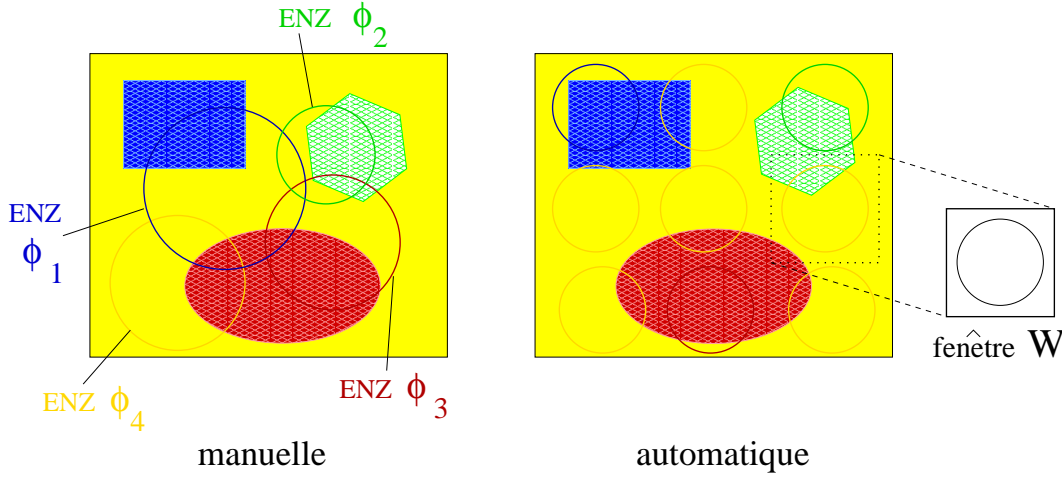 ENZ ϕ2
ENZ
ϕ1
ENZ ϕ4
ENZ ϕ3
fenêtre W
manuelle
automatique